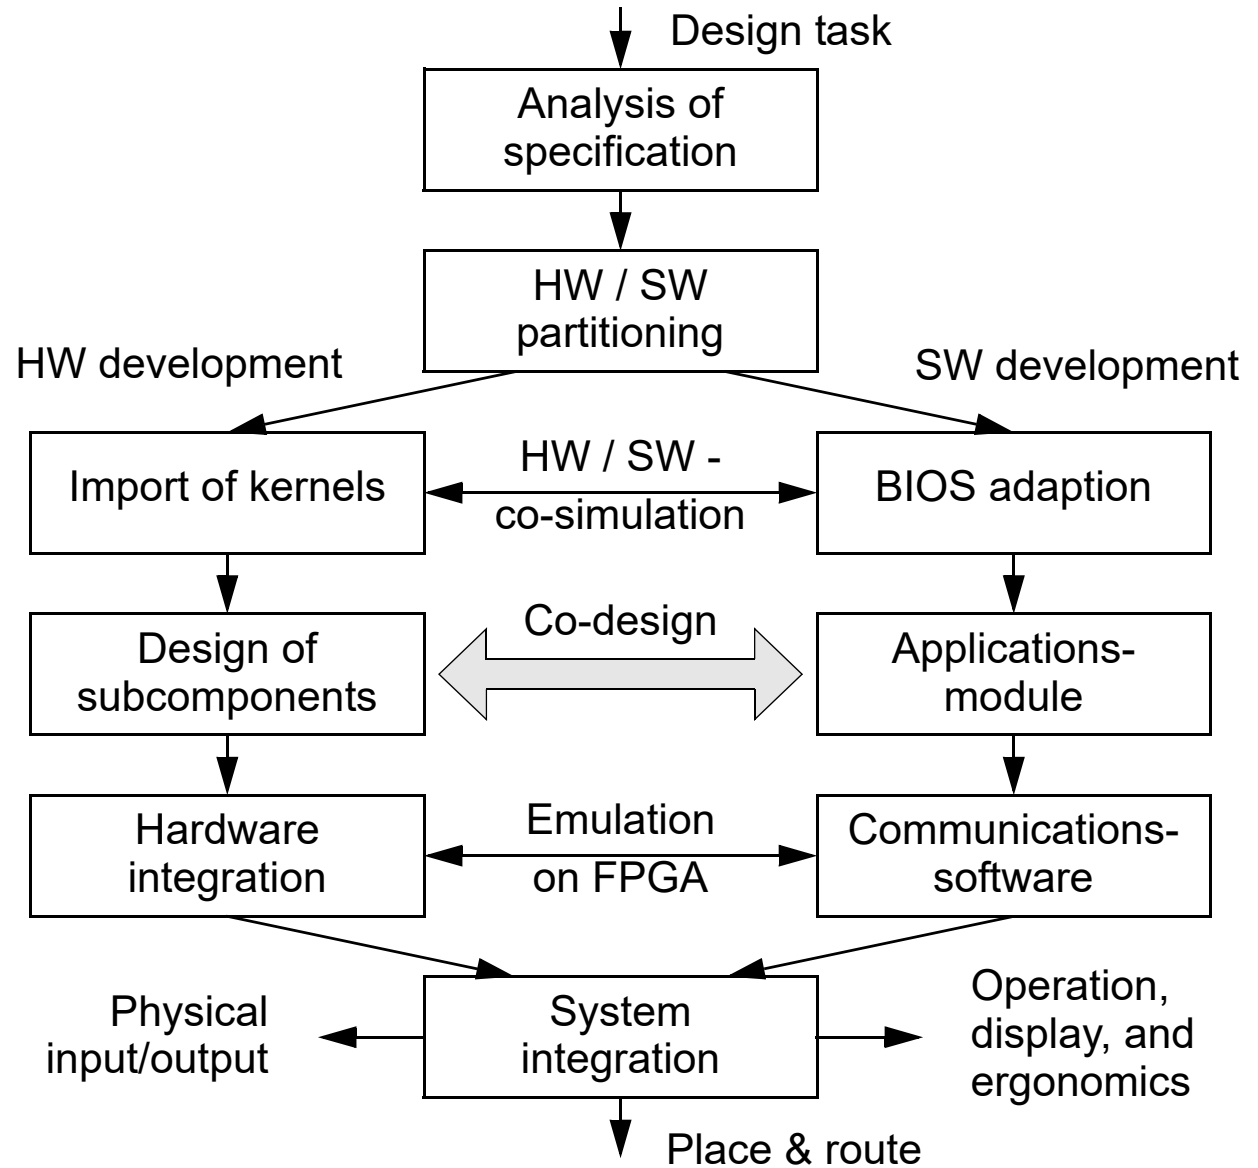 Design task
Analysis of
specification
HW / SW
partitioning
HW development
SW development
Import of kernels
HW / SW -
co-simulation
BIOS adaption
Design of
subcomponents
Co-design
Applications-
module
Hardware
integration
Emulation
on FPGA
Communications-
software
Physical
input/output
System
integration
Operation,
display, and
ergonomics
Place & route